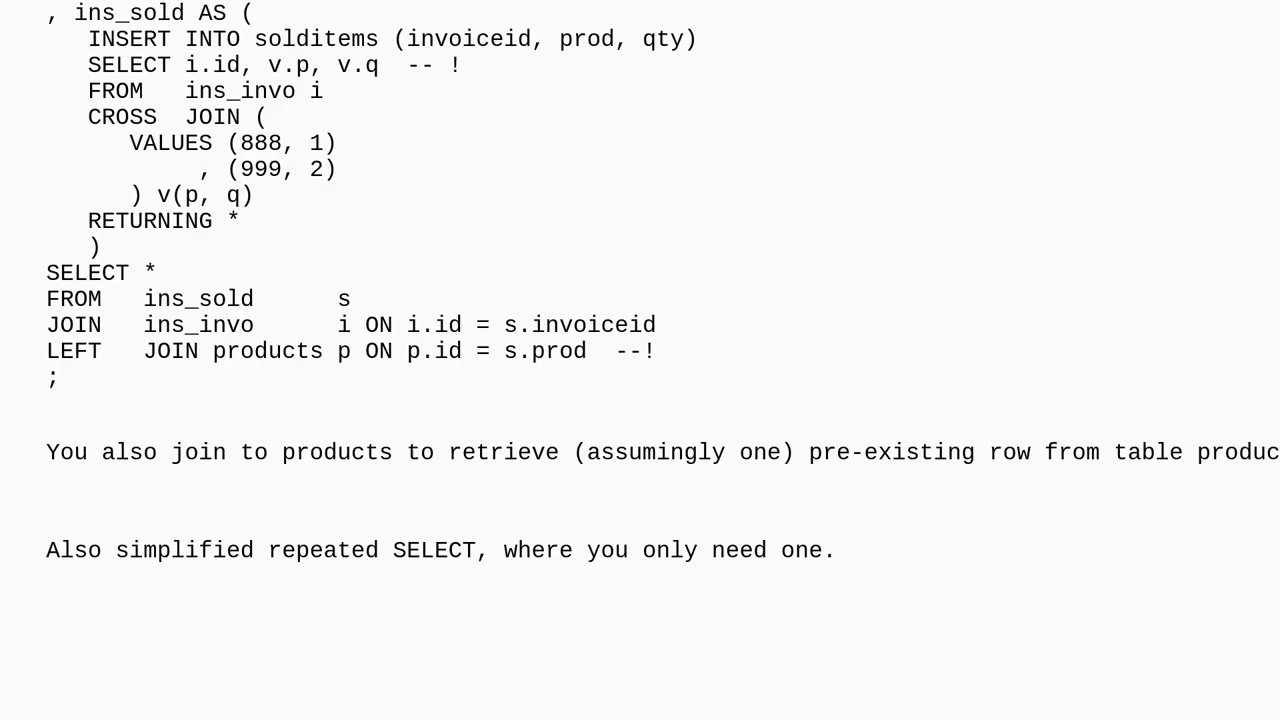 , ins_sold AS (
   INSERT INTO solditems (invoiceid, prod, qty)
   SELECT i.id, v.p, v.q  -- !
   FROM   ins_invo i
   CROSS  JOIN (
      VALUES (888, 1)
           , (999, 2)
      ) v(p, q)
   RETURNING *
   )
SELECT *
FROM   ins_sold      s
JOIN   ins_invo      i ON i.id = s.invoiceid
LEFT   JOIN products p ON p.id = s.prod  --!
;
You also join to products to retrieve (assumingly one) pre-existing row from table produc
Also simplified repeated SELECT, where you only need one.